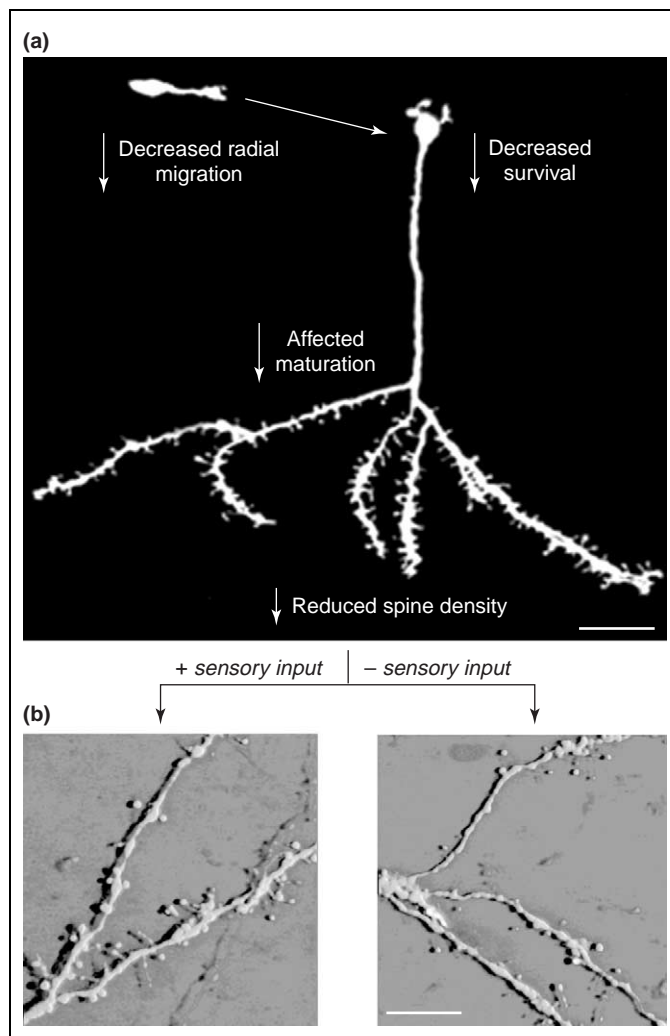 (a)
Decreased radial
migration
Decreased
survival
Affected
maturation
Reduced spine density
+ sensory input
– sensory input
(b)